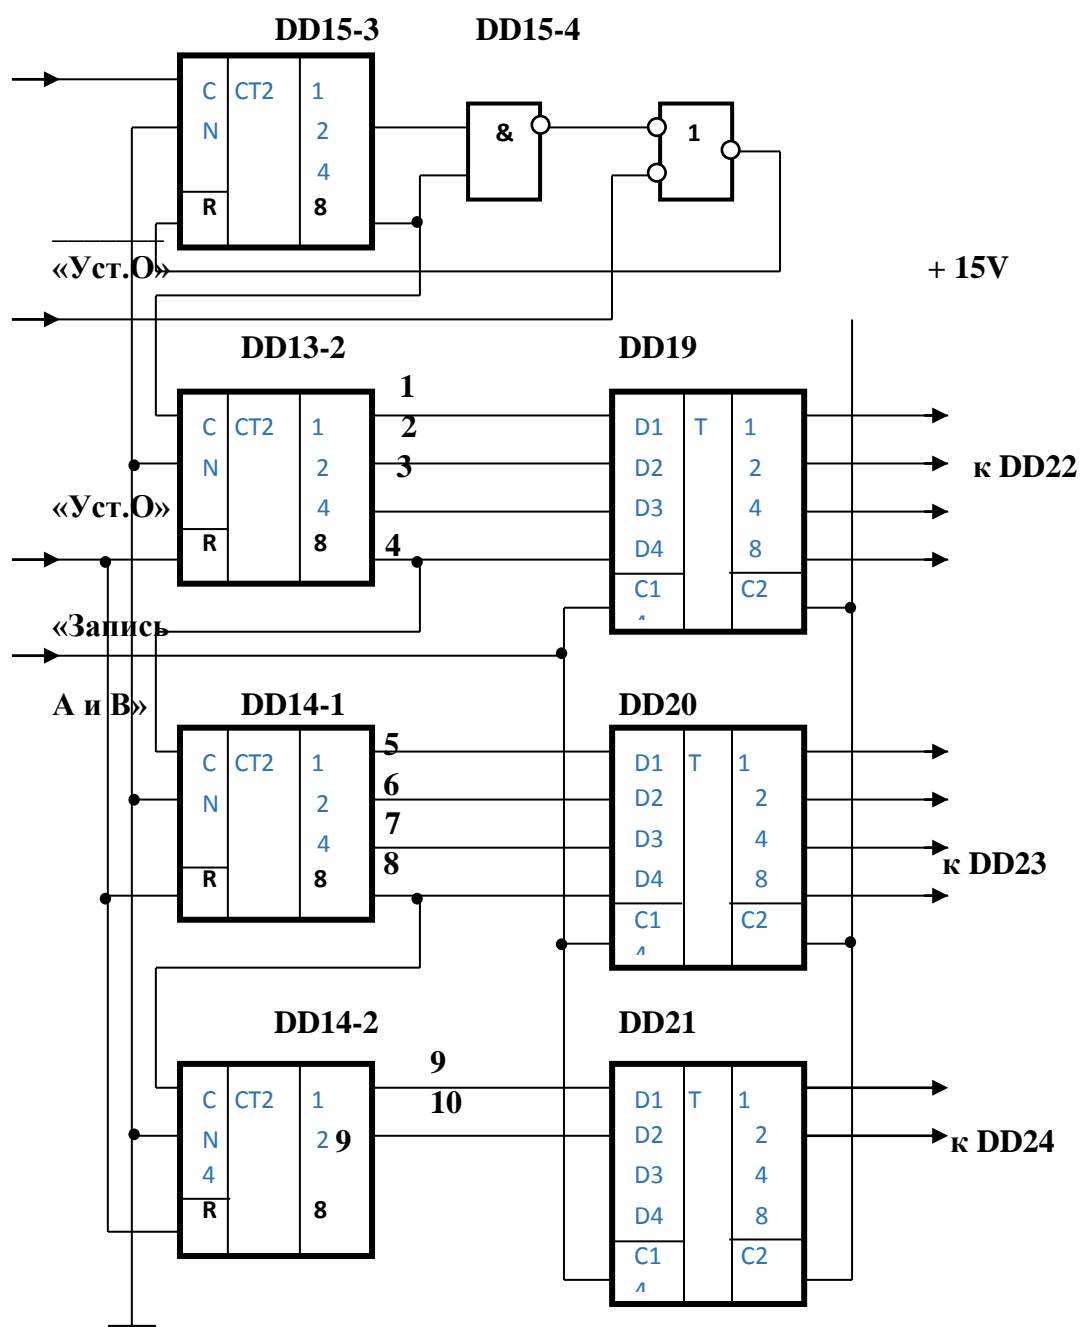 DD15-3 DD15-4
C CT2 1
N 2
4
R 8
& 1
«Уст.О» + 15V
DD13-2 DD19
1
2
3
4
C CT2 1
N 2
4
R 8
D1 T 1
D2 2
D3 4
D4 8
C1 C2
к DD22
«Уст.О»
«Запись
А и В» DD14-1 DD20
5
6
7
8
C CT2 1
N 2
4
R 8
D1 T 1
D2 2
D3 4
D4 8
C1 C2
к DD23
DD14-2 DD21
9
10
C CT2 1
N 2 9
4
R 8
D1 T 1
D2 2
D3 4
D4 8
C1 C2
к DD24